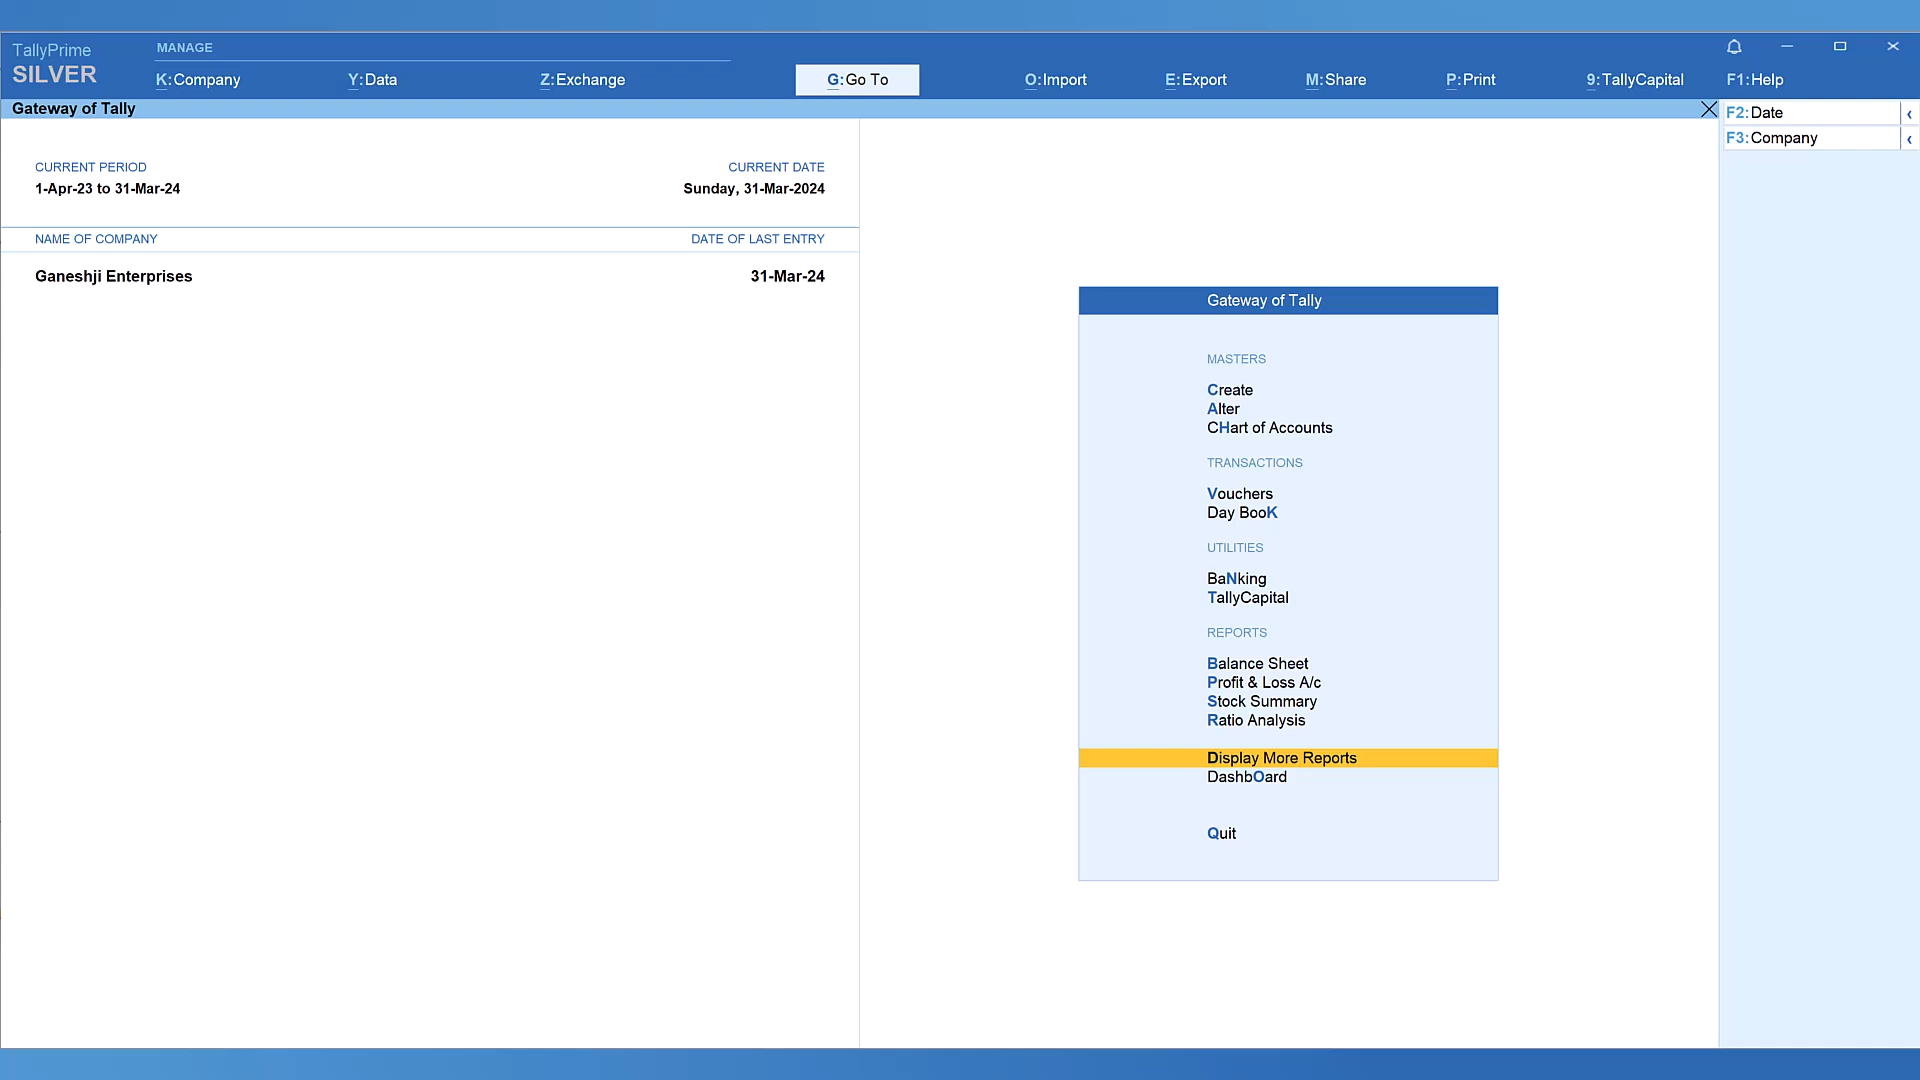 TallyPrime
SILVER
MANAGE
K:Company
Y:Data
Z:Exchange
G:Go To
O:Import
E:Export
M:Share
P:Print
9:TallyCapital
F1:Help
Gateway of Tally
F2:Date
F3:Company
CURRENT PERIOD
CURRENT DATE
1-Apr-23 to 31-Mar-24
Sunday, 31-Mar-2024
NAME OF COMPANY
DATE OF LAST ENTRY
Ganeshji Enterprises
31-Mar-24
Gateway of Tally
MASTERS
Create
Alter
CHart of Accounts
TRANSACTIONS
Vouchers
Day BooK
UTILITIES
BaNking
TallyCapital
REPORTS
Balance Sheet
Profit & Loss A/c
Stock Summary
Ratio Analysis
Display More Reports
DashbOard
Quit